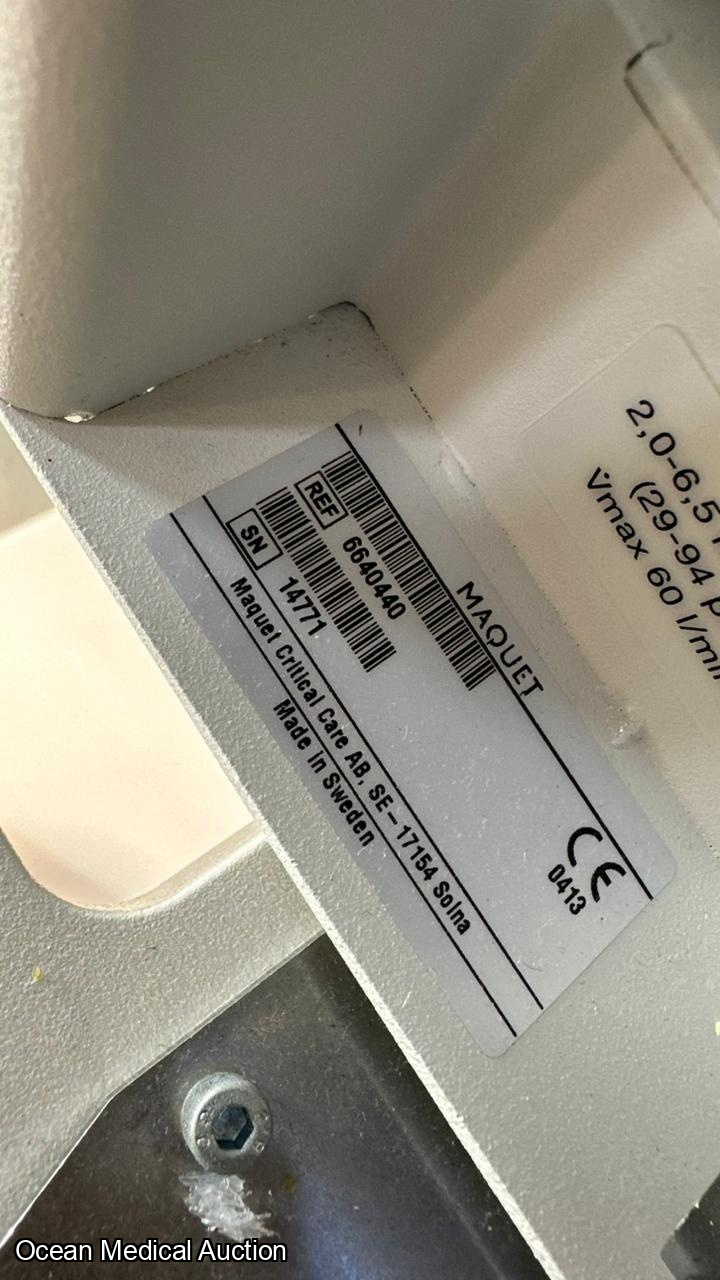 MAQUET
REF 6640440
SN 14771
CE
0413
Maquet Critical Care AB, SE – 17154 Solna
Made in Sweden
2,0-6,5
(29-94
V̇max 60 l/min
Ocean Medical Auction